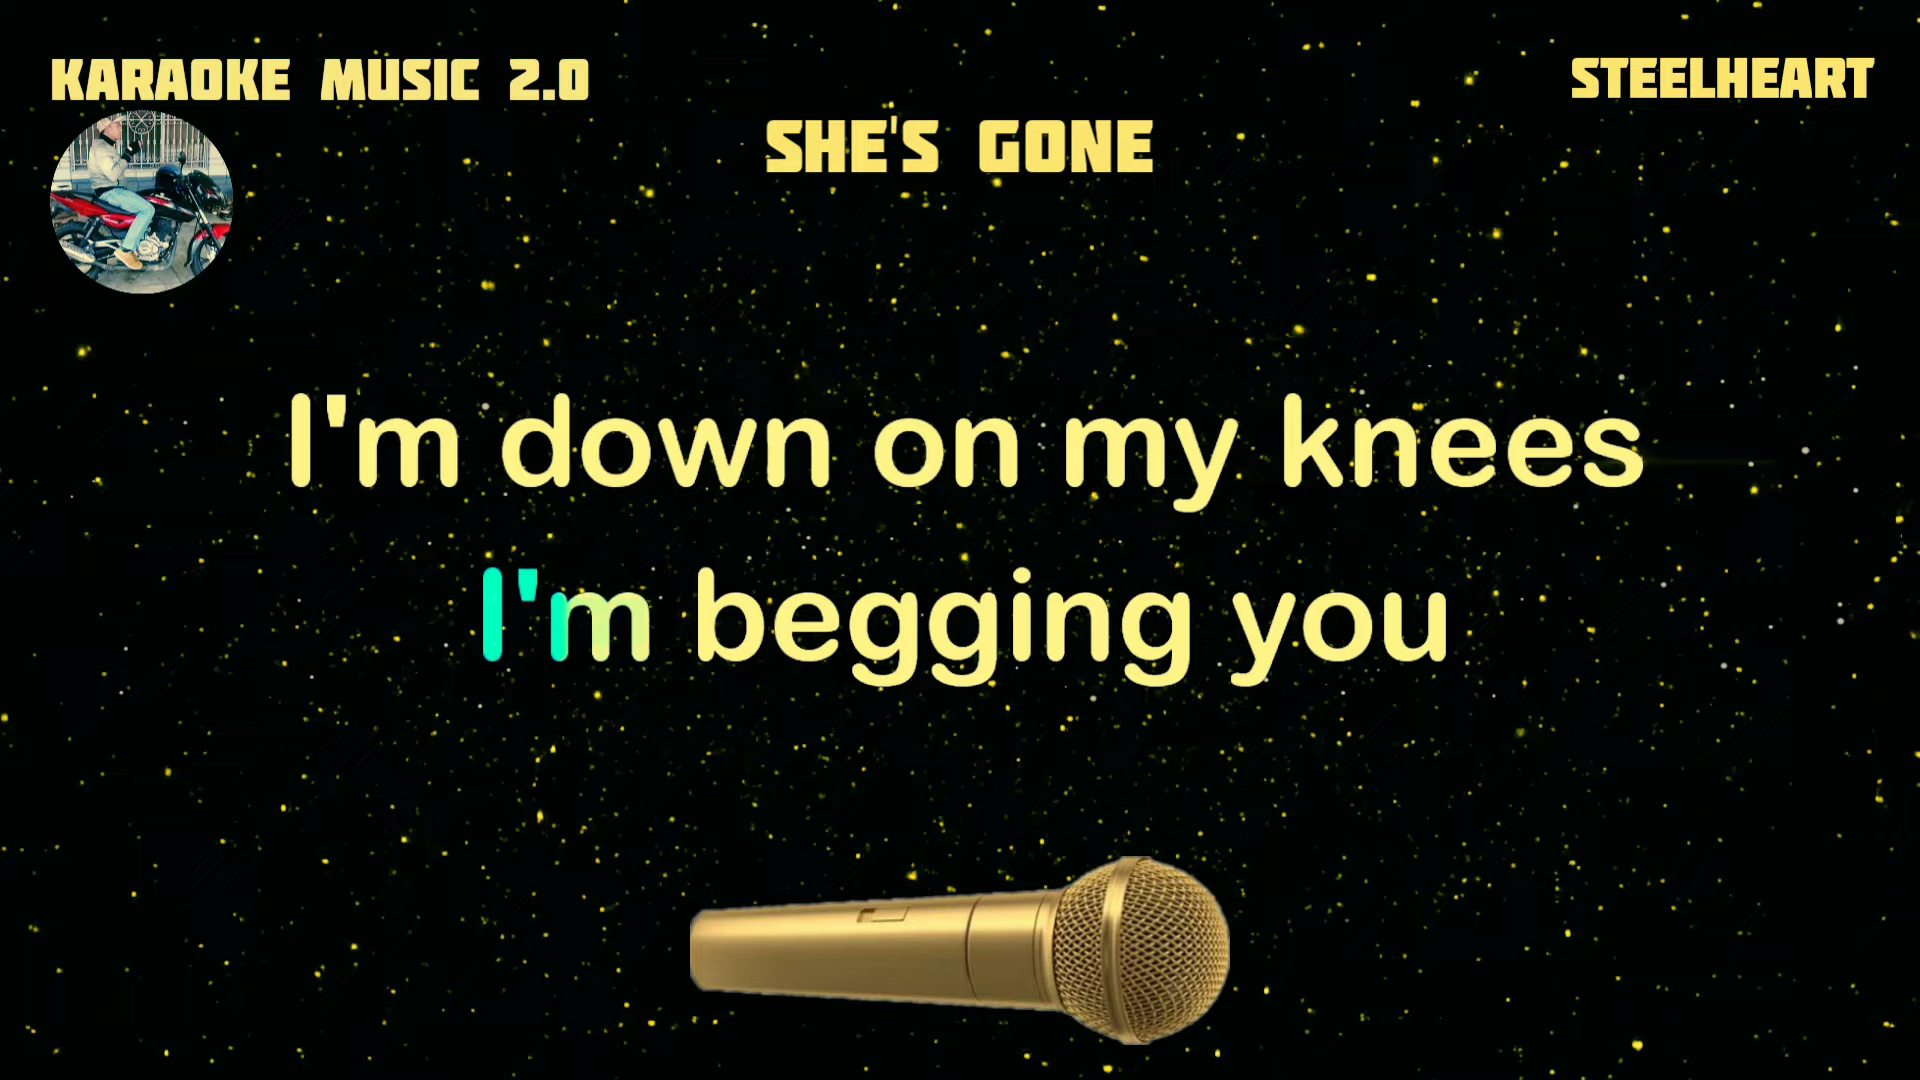 KARAOKE MUSIC 2.0
STEELHEART
SHE'S GONE
I'm down on my knees
I'm begging you